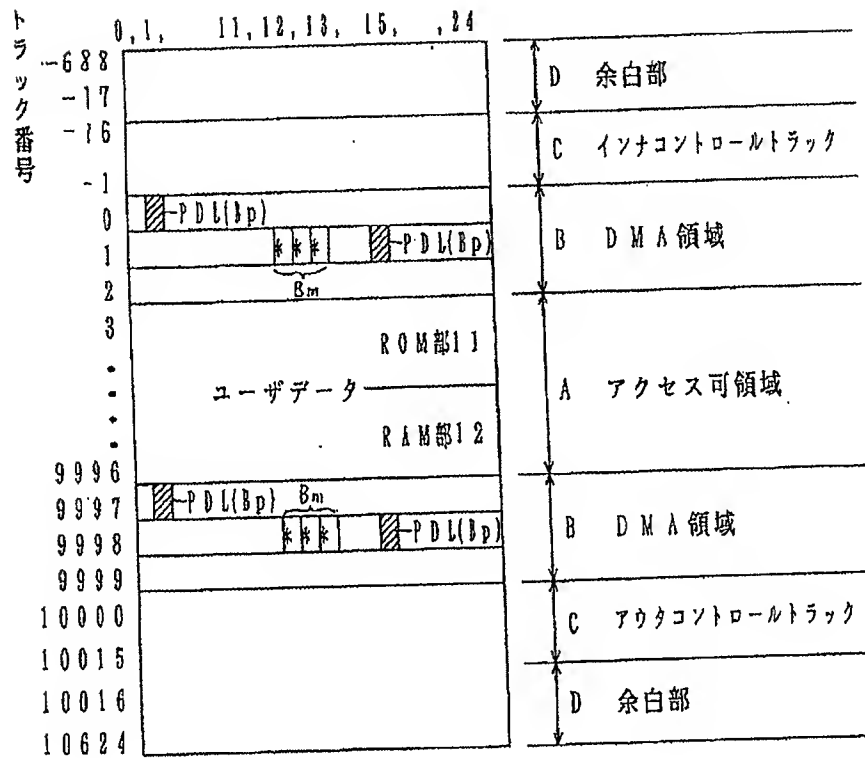 トラック番号
0,1, 11,12,13, 15, ,24
-688
D 余白部
-17
-16
C インナコントロールトラック
-1
0
PDL(Bp)
B DMA領域
1
* * *
PDL(Bp)
2
Bm
3
ROM部11
ユーザデータ
A アクセス可領域
RAM部12
9996
9997
PDL(Bp)
Bm
9998
* * *
PDL(Bp)
B DMA領域
9999
10000
C アウタコントロールトラック
10015
10016
D 余白部
10624